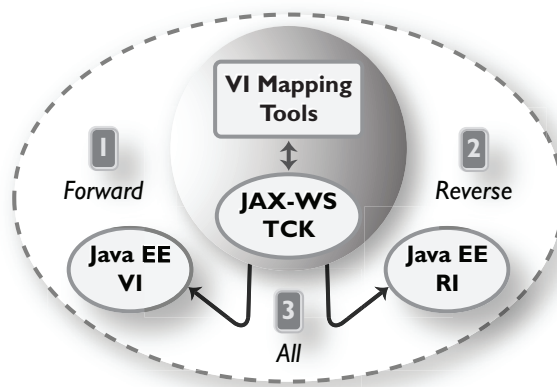 VI Mapping
Tools
1
Forward
2
Reverse
JAX-WS
TCK
Java EE
VI
Java EE
RI
3
All